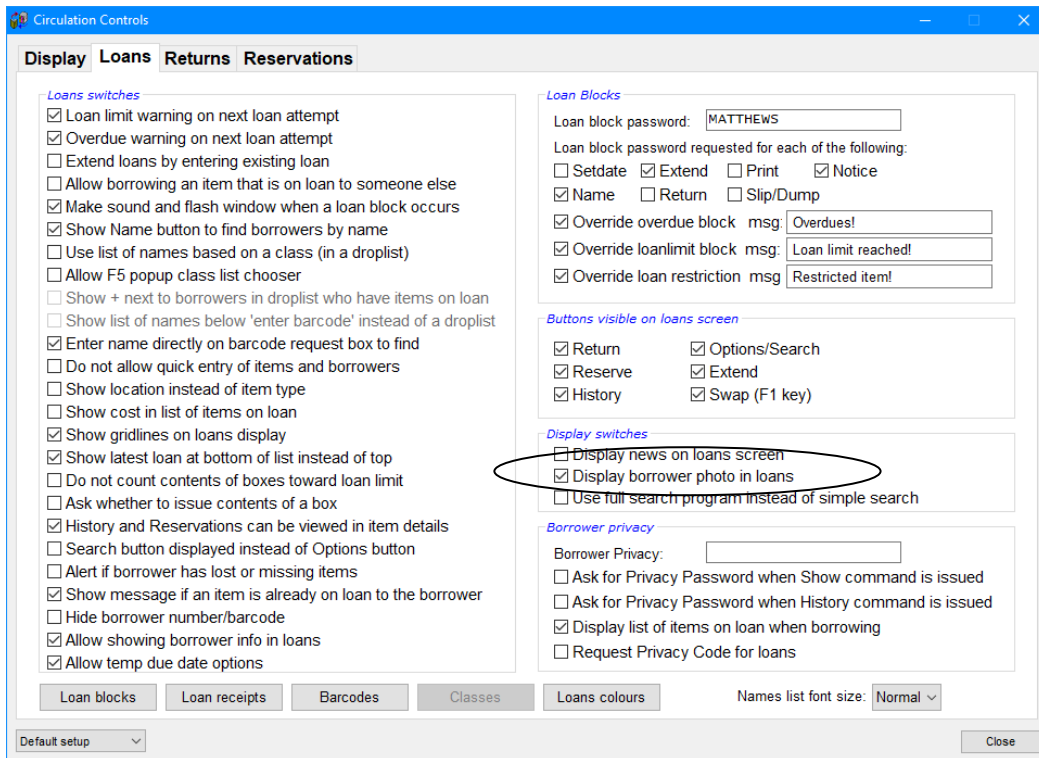 Circulation Controls
Display Loans Returns Reservations
Loans switches
Loan limit warning on next loan attempt
Overdue warning on next loan attempt
Extend loans by entering existing loan
Allow borrowing an item that is on loan to someone else
Make sound and flash window when a loan block occurs
Show Name button to find borrowers by name
Use list of names based on a class (in a droplist)
Allow F5 popup class list chooser
Show + next to borrowers in droplist who have items on loan
Show list of names below 'enter barcode' instead of a droplist
Enter name directly on barcode request box to find
Do not allow quick entry of items and borrowers
Show location instead of item type
Show cost in list of items on loan
Show gridlines on loans display
Show latest loan at bottom of list instead of top
Do not count contents of boxes toward loan limit
Ask whether to issue contents of a box
History and Reservations can be viewed in item details
Search button displayed instead of Options button
Alert if borrower has lost or missing items
Show message if an item is already on loan to the borrower
Hide borrower number/barcode
Allow showing borrower info in loans
Allow temp due date options
Loan Blocks
Loan block password: MATTHEWS
Loan block password requested for each of the following:
Setdate Extend Print Notice
Name Return Slip/Dump
Override overdue block msg: Overdues!
Override loanlimit block msg: Loan limit reached!
Override loan restriction msg Restricted item!
Buttons visible on loans screen
Return Options/Search
Reserve Extend
History Swap (F1 key)
Display switches
Display news on loans screen
Display borrower photo in loans
Use full search program instead of simple search
Borrower privacy
Borrower Privacy:
Ask for Privacy Password when Show command is issued
Ask for Privacy Password when History command is issued
Display list of items on loan when borrowing
Request Privacy Code for loans
Loan blocks Loan receipts Barcodes Classes Loans colours Names list font size: Normal
Default setup Close